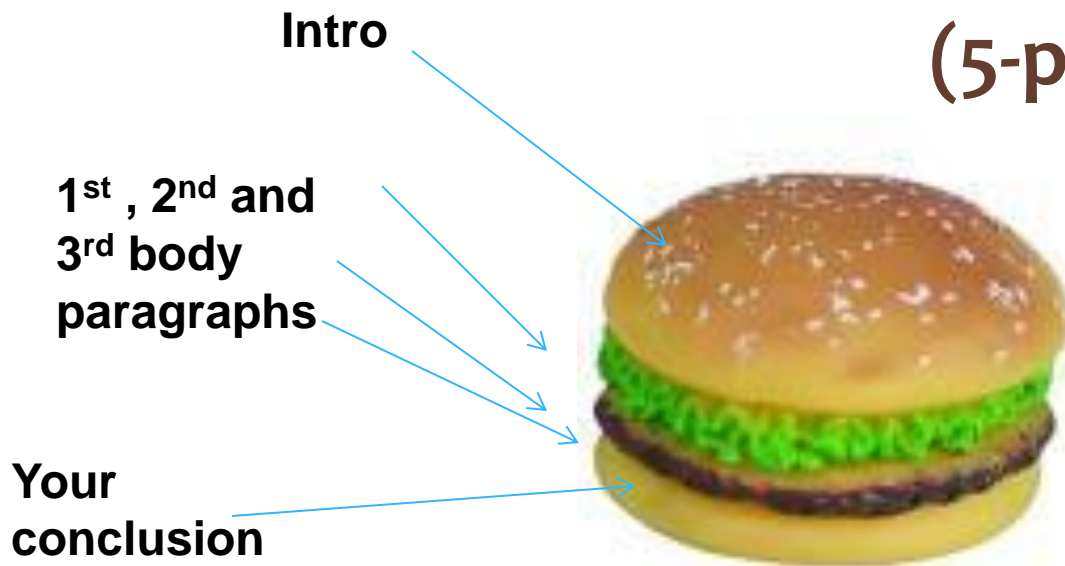 Intro
(5-p
1st , 2nd and
3rd body
paragraphs
Your
conclusion